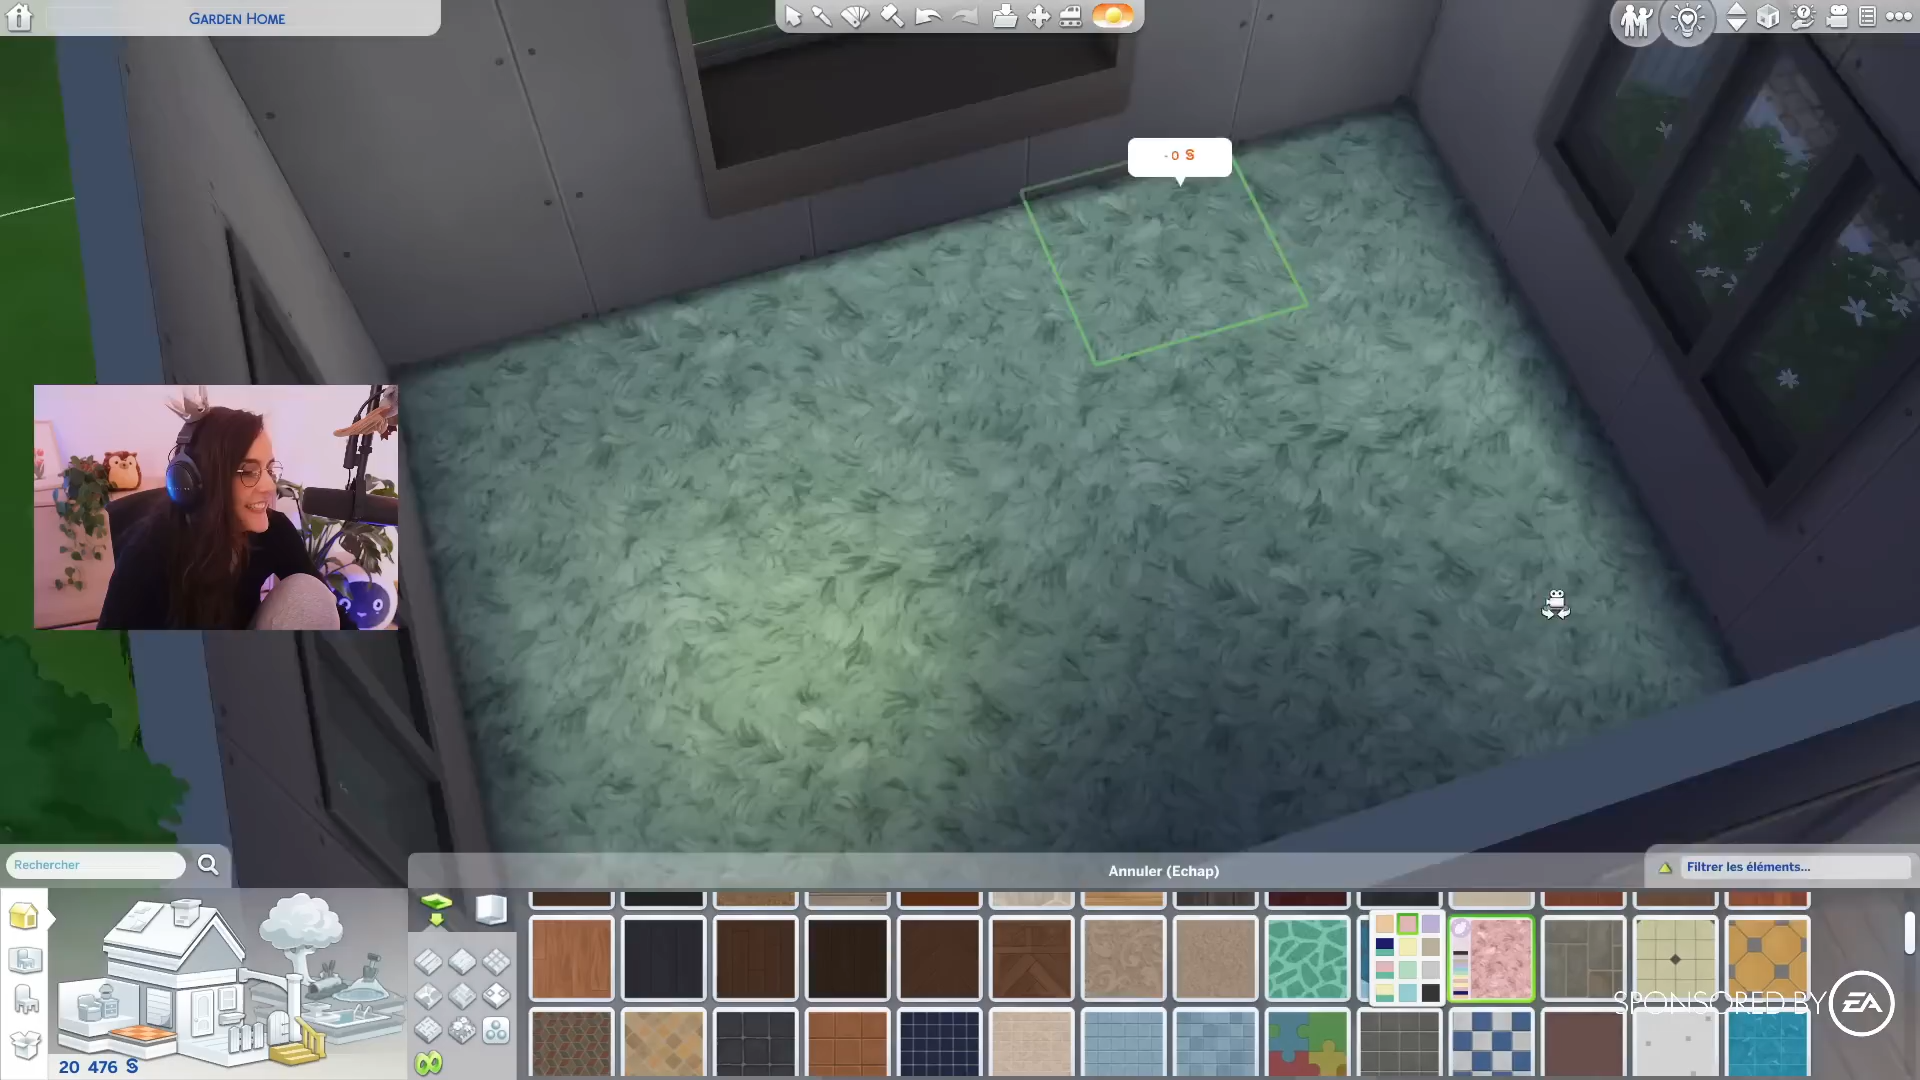 GARDEN HOME
- 0 §
Rechercher
Annuler (Echap)
Filtrer les éléments...
20 476 §
SPONSORED BY EA